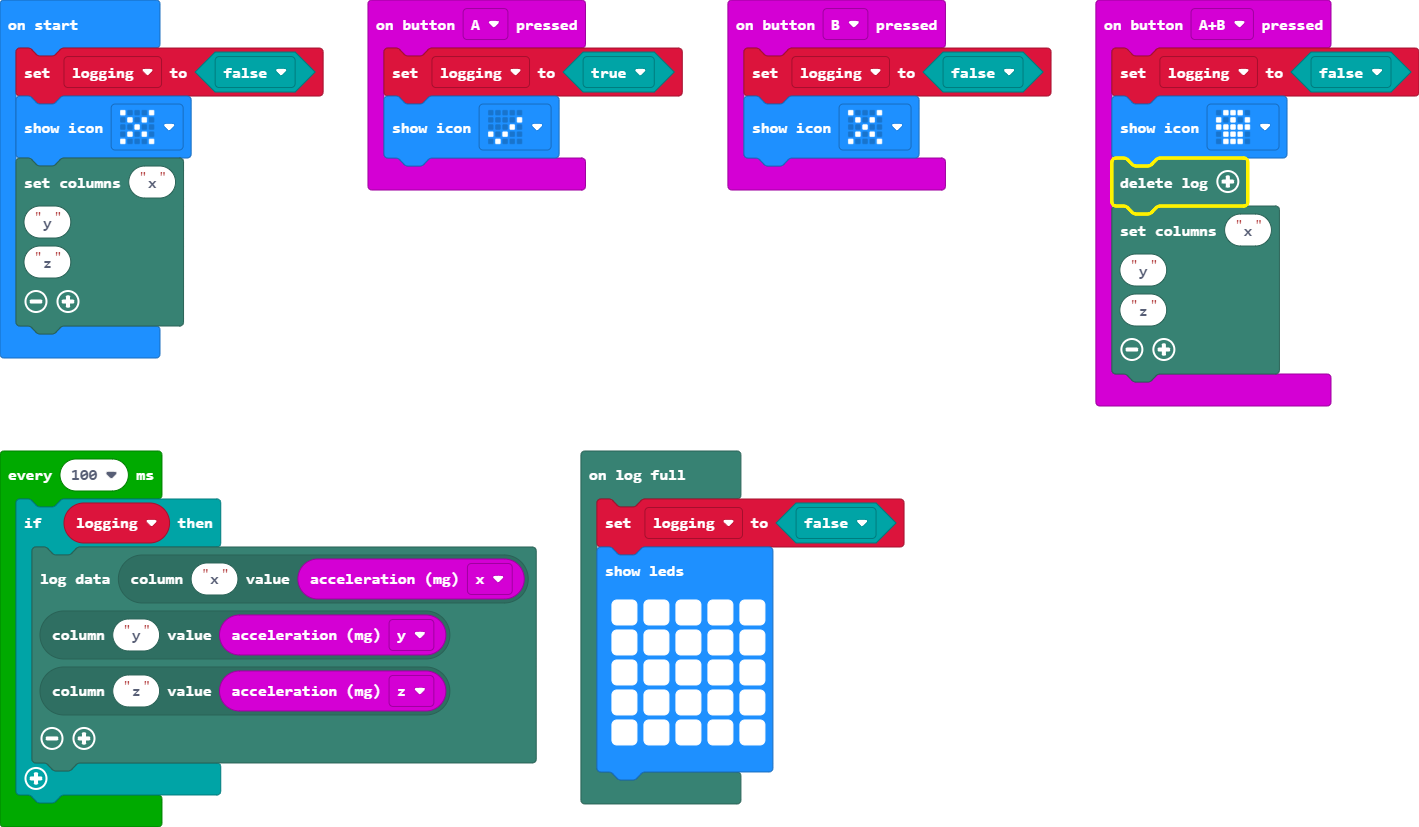 on start
set logging to false
show icon
set columns "x"
"y"
"z"
on button A pressed
set logging to true
show icon
on button B pressed
set logging to false
show icon
on button A+B pressed
set logging to false
show icon
delete log
set columns "x"
"y"
"z"
every 100 ms
if logging then
log data column "x" value acceleration (mg) x
column "y" value acceleration (mg) y
column "z" value acceleration (mg) z
on log full
set logging to false
show leds